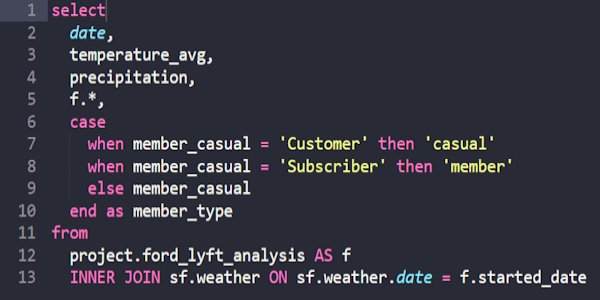 1 select
2 date,
3 temperature_avg,
4 precipitation,
5 f.*,
6 case
7 when member_casual = 'Customer' then 'casual'
8 when member_casual = 'Subscriber' then 'member'
9 else member_casual
10 end as member_type
11 from
12 project.ford_lyft_analysis AS f
13 INNER JOIN sf.weather ON sf.weather.date = f.started_date